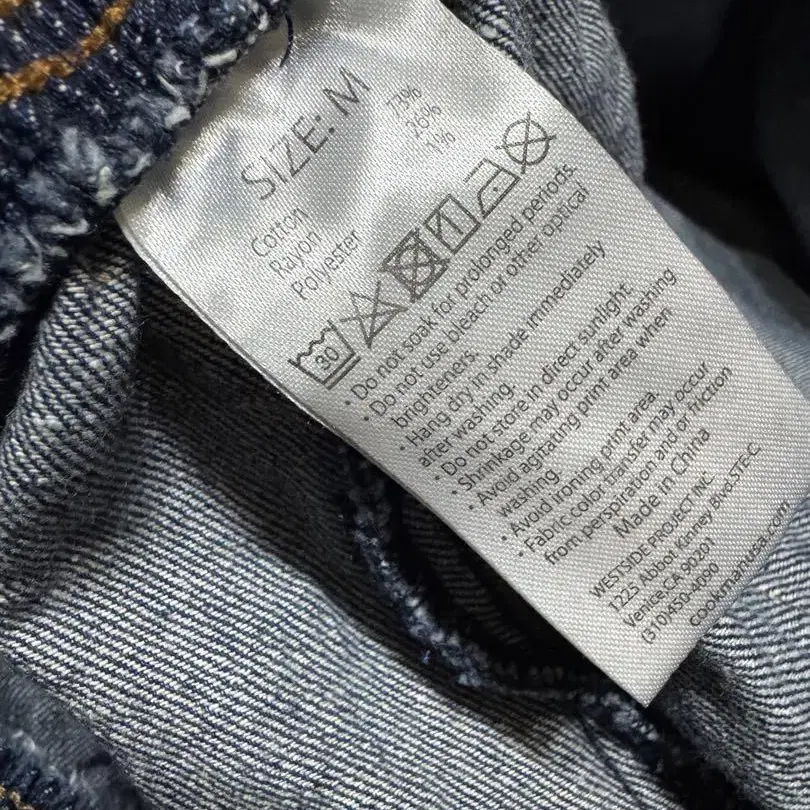 SIZE: M
Cotton 73%
Rayon 26%
Polyester 1%
30
• Do not soak for prolonged periods.
• Do not use bleach or other optical
brighteners.
• Hang dry in shade immediately
after washing.
• Do not store in direct sunlight.
• Shrinkage may occur after washing
• Avoid agitating print area when
washing.
• Avoid ironing print area.
• Fabric color transfer may occur
from perspiration and or friction
Made in China
WESTSIDE PROJECT INC
1225 Abbot Kinney Blvd.STE-C
Venice.CA 90291
(310)450-4090
cookmanusa.com